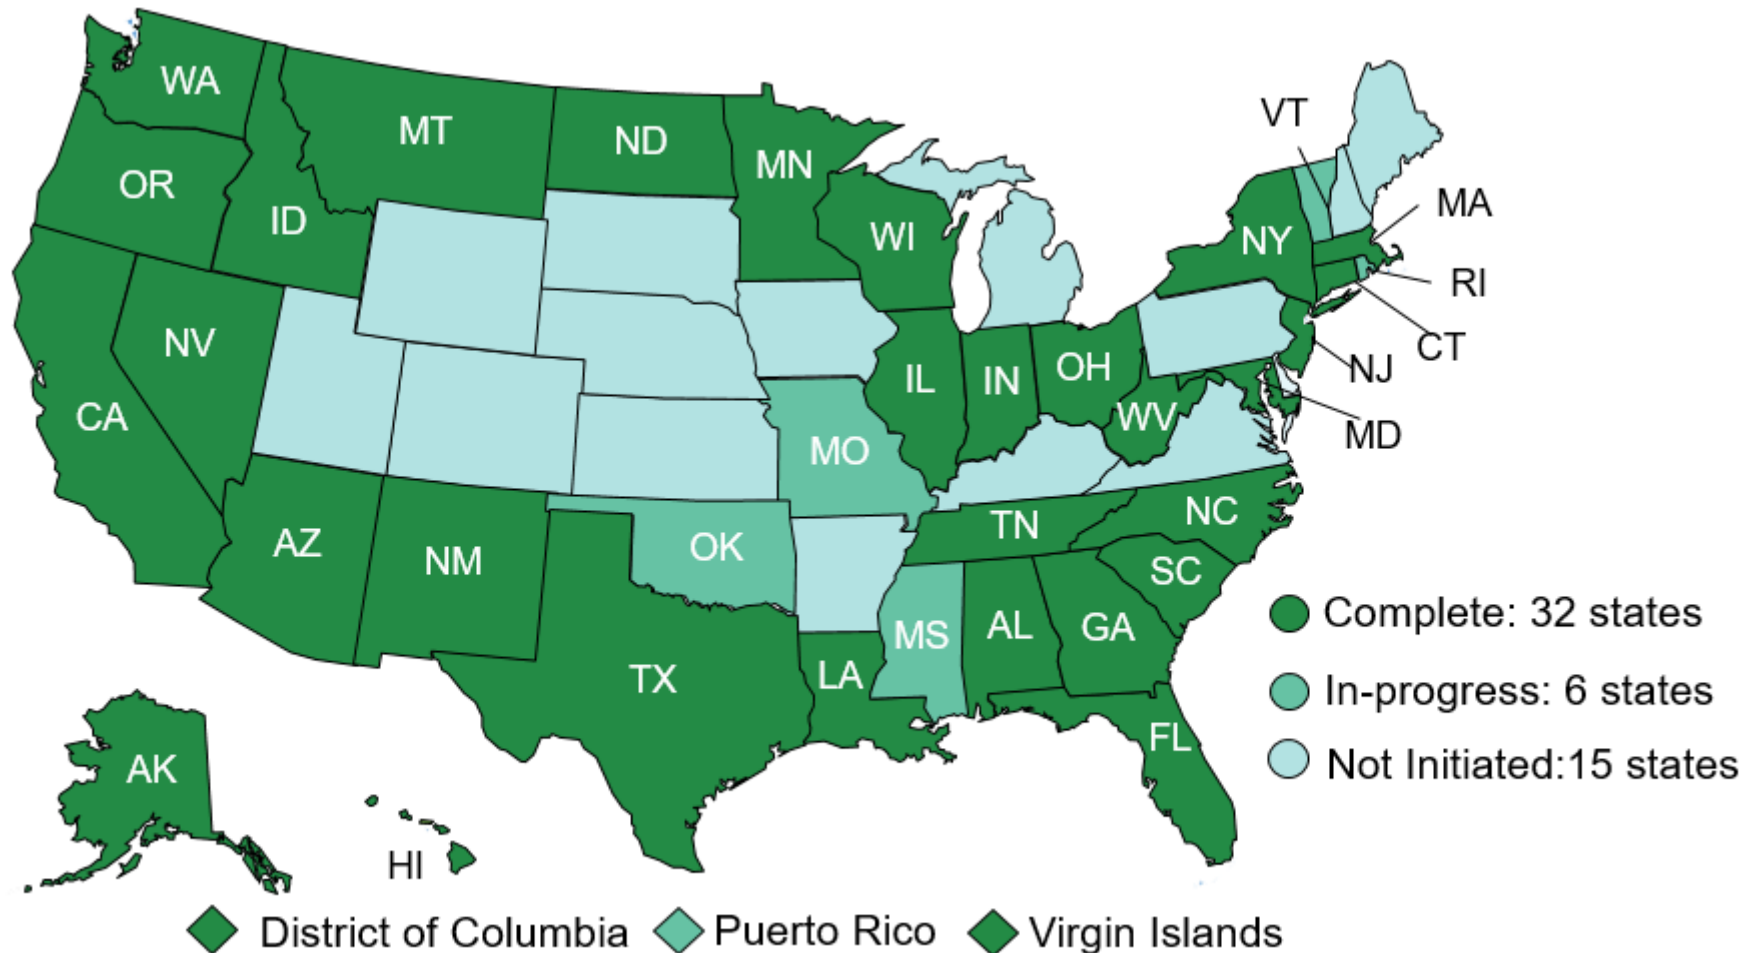 WA
MT
ND
MN
VT
OR
ID
WI
NY
MA
RI
NV
CT
NJ
CA
IL
IN
OH
WV
MD
MO
AZ
NM
OK
TN
NC
SC
MS
AL
GA
TX
LA
FL
AK
HI
Complete: 32 states
In-progress: 6 states
Not Initiated:15 states
District of Columbia
Puerto Rico
Virgin Islands